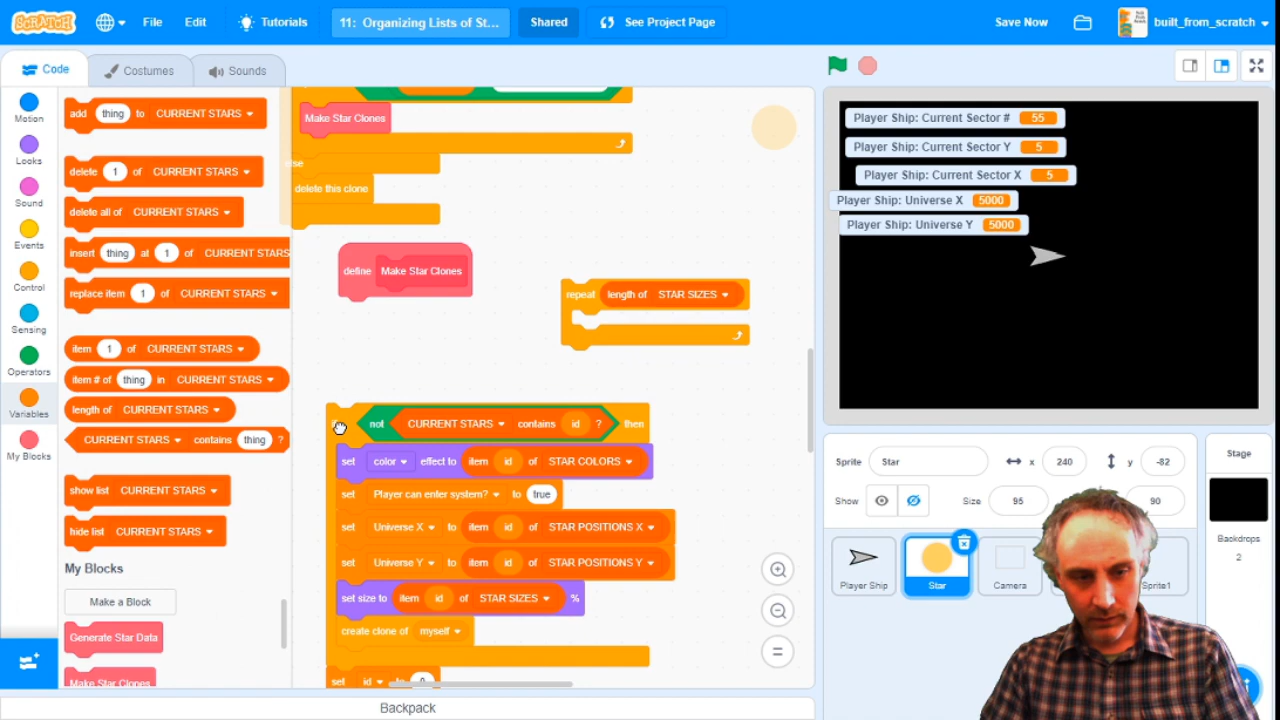 SCRATCH File Edit Tutorials 11: Organizing Lists of St... Shared See Project Page Save Now built_from_scratch
Code Costumes Sounds
Motion
Looks
Sound
Events
Control
Sensing
Operators
Variables
My Blocks
add thing to CURRENT STARS
delete 1 of CURRENT STARS
delete all of CURRENT STARS
insert thing at 1 of CURRENT STARS
replace item 1 of CURRENT STARS
item 1 of CURRENT STARS
item # of thing in CURRENT STARS
length of CURRENT STARS
CURRENT STARS contains thing ?
show list CURRENT STARS
hide list CURRENT STARS
My Blocks
Make a Block
Generate Star Data
Make Star Clones
Make Star Clones
else
delete this clone
define Make Star Clones
repeat length of STAR SIZES
not CURRENT STARS contains id ? then
set color effect to item id of STAR COLORS
set Player can enter system? to true
set Universe X to item id of STAR POSITIONS X
set Universe Y to item id of STAR POSITIONS Y
set size to item id of STAR SIZES %
create clone of myself
set id to 0
Player Ship: Current Sector # 55
Player Ship: Current Sector Y 5
Player Ship: Current Sector X 5
Player Ship: Universe X 5000
Player Ship: Universe Y 5000
Sprite Star x 240 y -82
Show Size 95 90
Player Ship Star Camera Sprite1
Stage
Backdrops
2
Backpack